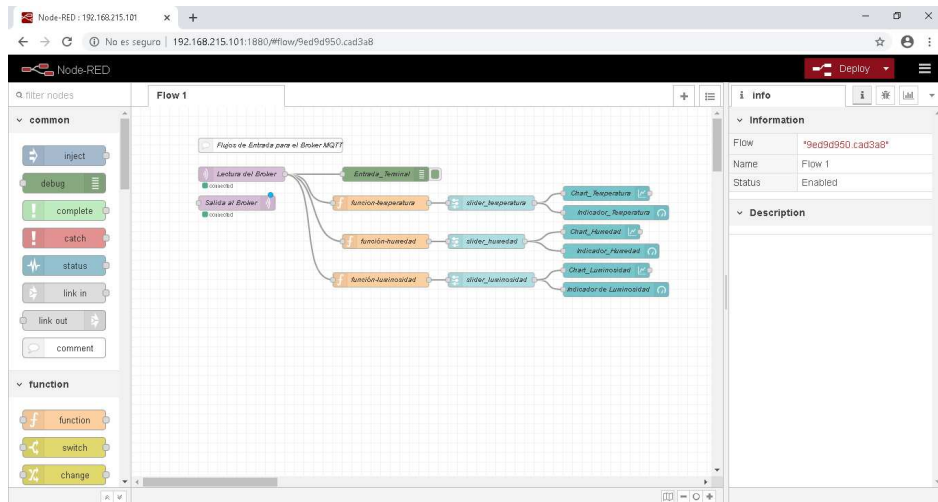 Node-RED : 192.168.215.101
No es seguro
192.168.215.101:1880/#flow/9ed9d950.cad3a8
Node-RED
Deploy
filter nodes
Flow 1
info
i
common
Information
inject
debug
complete
catch
status
link in
link out
comment
function
function
switch
change
Flujos de Entrada para el Broker MQTT
Lectura del Broker
connected
Salida al Broker
connected
Entrada_Terminal
función-temperatura
slider_temperatura
Chart_Temperatura
Indicador_Temperatura
función-humedad
slider_humedad
Chart_Humedad
Indicador_Humedad
función-luminosidad
slider_luminosidad
Chart_Luminosidad
Indicador de Luminosidad
Flow "9ed9d950.cad3a8"
Name Flow 1
Status Enabled
Description